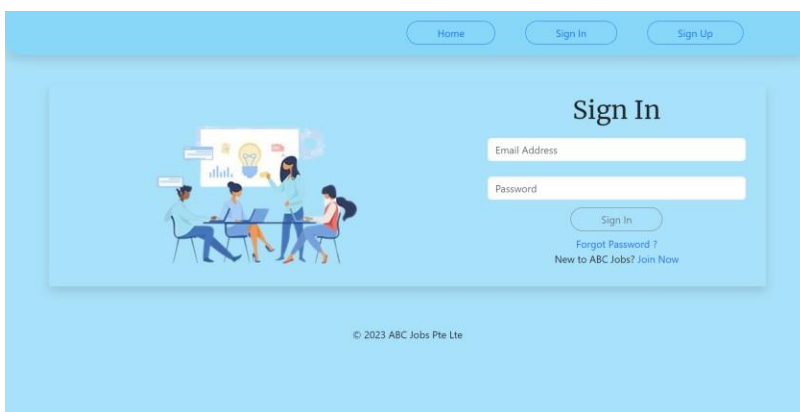 Home Sign In Sign Up
Sign In
Email Address
Password
Sign In
Forgot Password ?
New to ABC Jobs? Join Now
© 2023 ABC Jobs Pte Lte